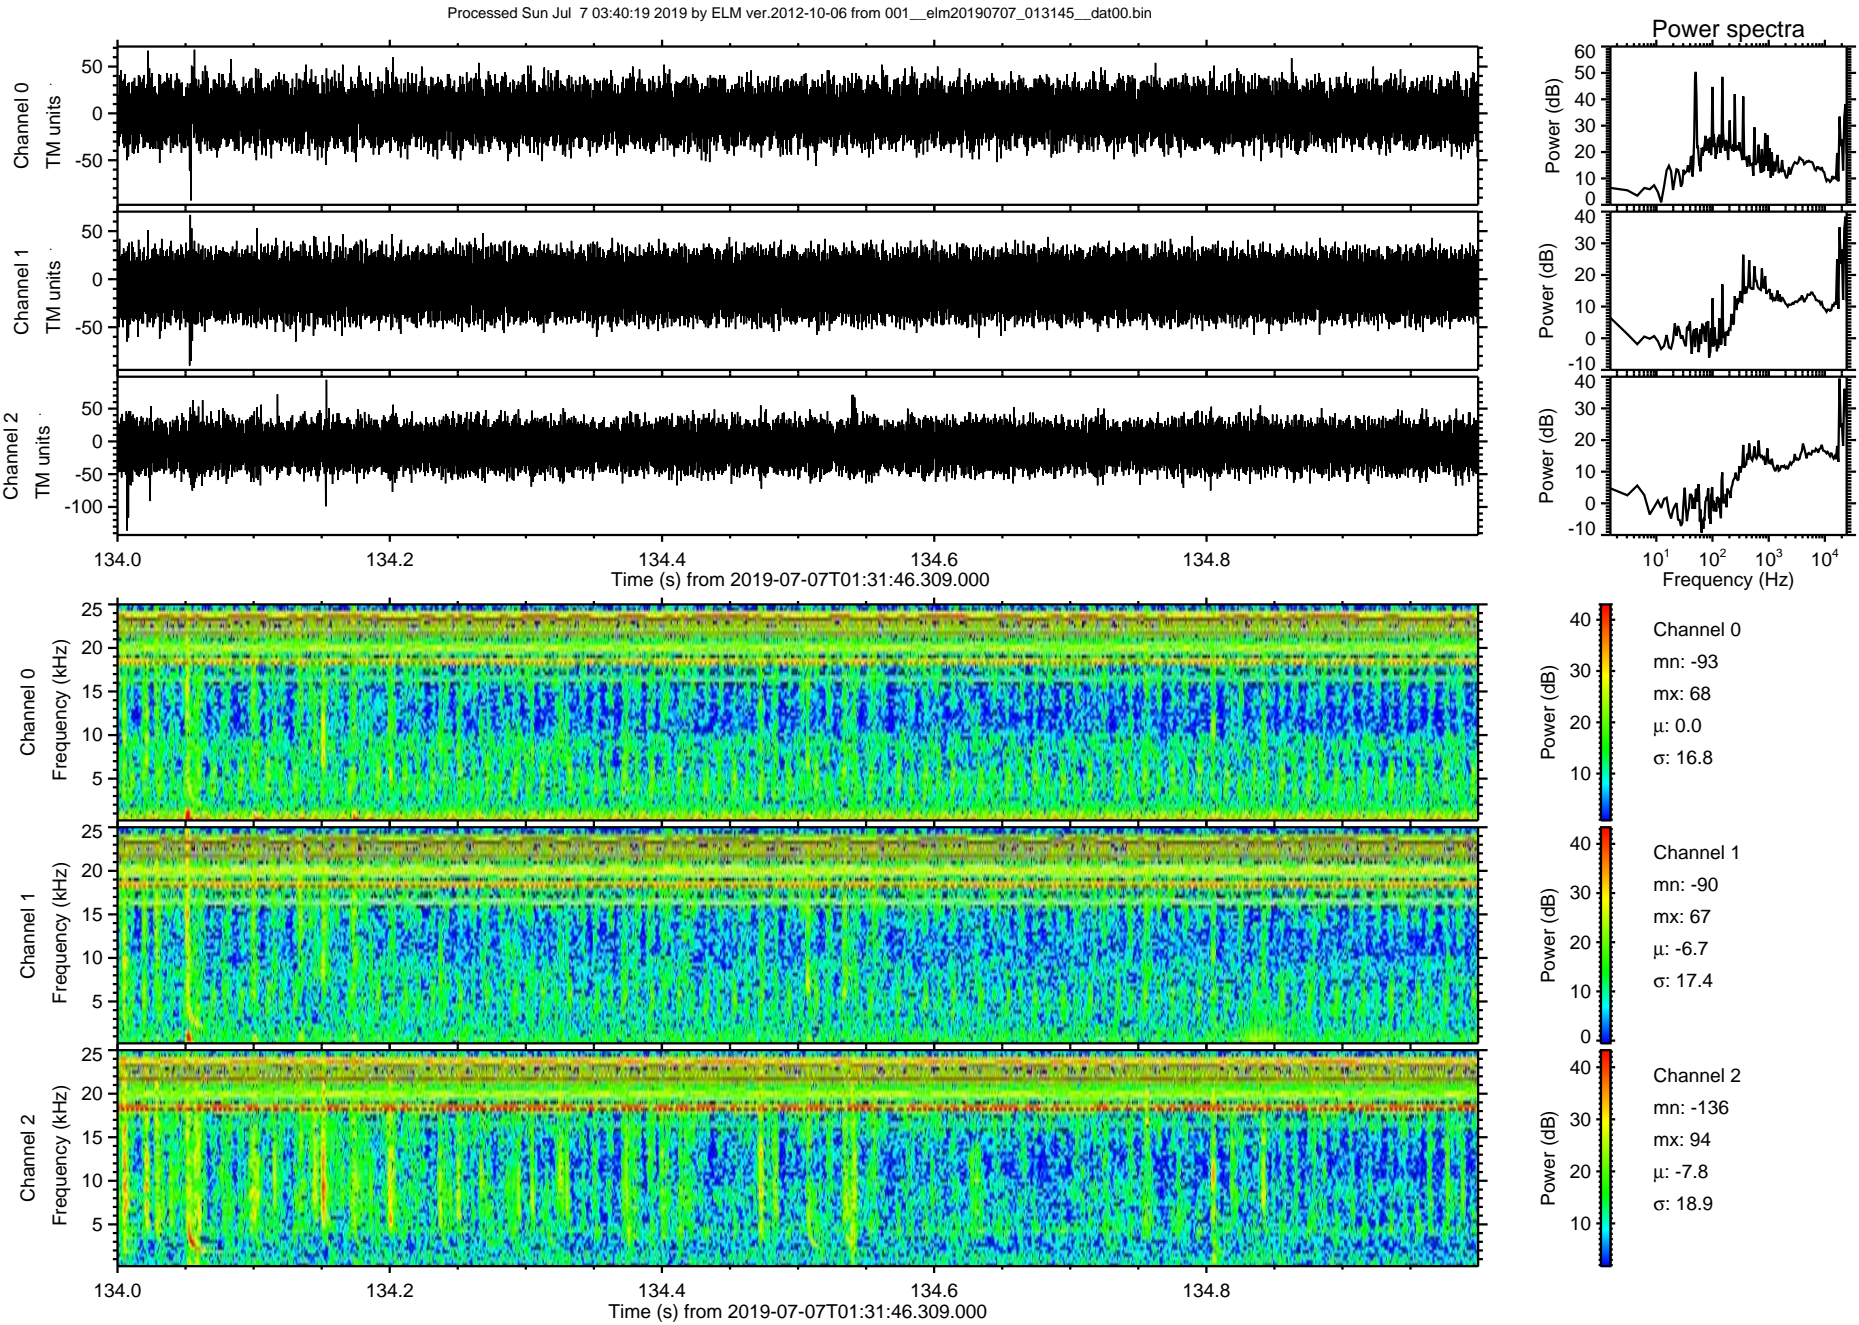 Processed Sun Jul  7 03:40:19 2019 by ELM ver.2012-10-06 from 001__elm20190707_013145__dat00.bin
Power spectra
Channel 0
TM units
50
0
-50
Power (dB)
60
50
40
30
20
10
0
Channel 1
TM units
50
0
-50
Power (dB)
40
30
20
10
0
-10
Channel 2
TM units
50
0
-50
-100
Power (dB)
40
30
20
10
0
-10
134.0 134.2 134.4 134.6 134.8
Time (s) from 2019-07-07T01:31:46.309.000
10¹ 10² 10³ 10⁴
Frequency (Hz)
Channel 0
Frequency (kHz)
25
20
15
10
5
Power (dB)
40
30
20
10
Channel 0
mn: -93
mx: 68
μ: 0.0
σ: 16.8
Channel 1
Frequency (kHz)
25
20
15
10
5
Power (dB)
40
30
20
10
0
Channel 1
mn: -90
mx: 67
μ: -6.7
σ: 17.4
Channel 2
Frequency (kHz)
25
20
15
10
5
Power (dB)
40
30
20
10
Channel 2
mn: -136
mx: 94
μ: -7.8
σ: 18.9
134.0 134.2 134.4 134.6 134.8
Time (s) from 2019-07-07T01:31:46.309.000